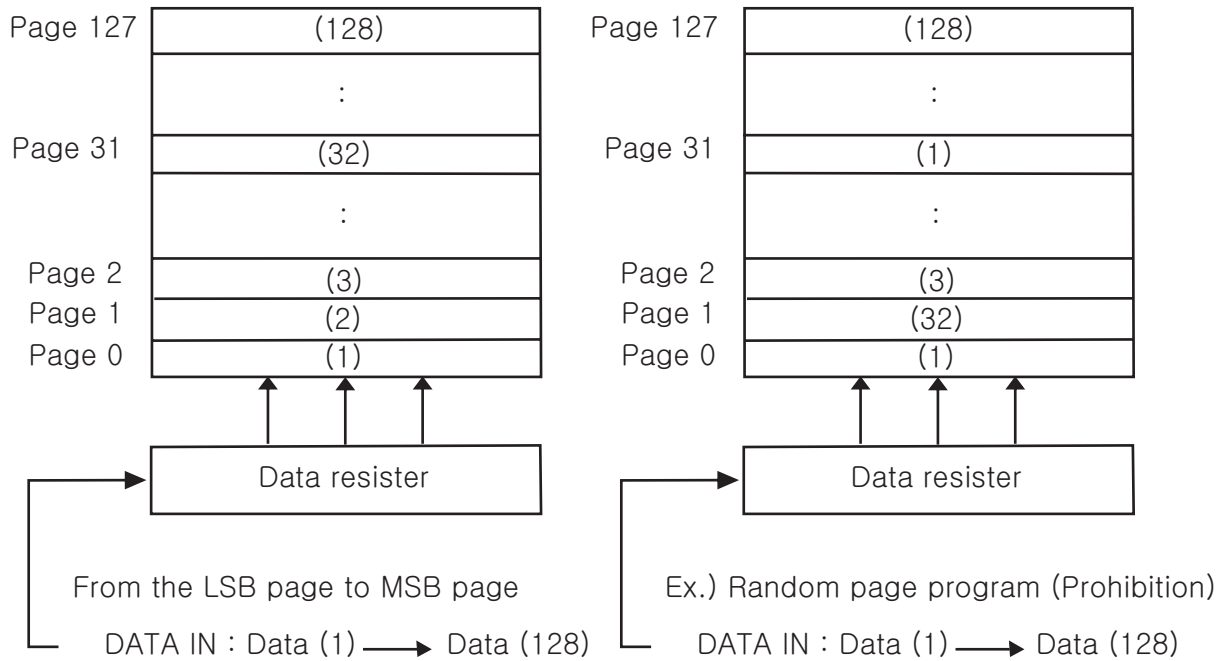 Page 127 (128)
:
Page 31 (32)
:
Page 2 (3)
Page 1 (2)
Page 0 (1)
Data resister
From the LSB page to MSB page
DATA IN : Data (1) Data (128)
Page 127 (128)
:
Page 31 (1)
:
Page 2 (3)
Page 1 (32)
Page 0 (1)
Data resister
Ex.) Random page program (Prohibition)
DATA IN : Data (1) Data (128)